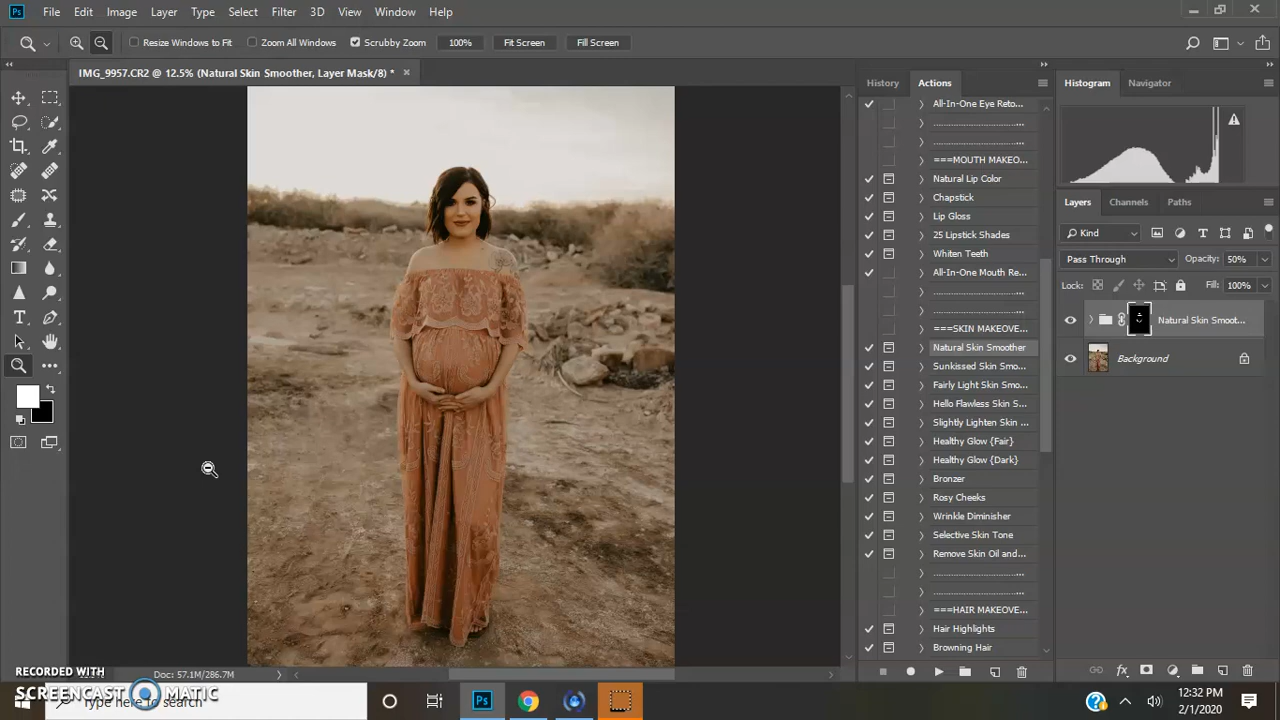 Ps File Edit Image Layer Type Select Filter 3D View Window Help
Resize Windows to Fit Zoom All Windows Scrubby Zoom 100% Fit Screen Fill Screen
IMG_9957.CR2 @ 12.5% (Natural Skin Smoother, Layer Mask/8) * ×
History Actions
All-In-One Eye Reto...
................................
................................
===MOUTH MAKEO...
Natural Lip Color
Chapstick
Lip Gloss
25 Lipstick Shades
Whiten Teeth
All-In-One Mouth Re...
................................
................................
===SKIN MAKEOVE...
Natural Skin Smoother
Sunkissed Skin Smo...
Fairly Light Skin Smo...
Hello Flawless Skin S...
Slightly Lighten Skin ...
Healthy Glow {Fair}
Healthy Glow {Dark}
Bronzer
Rosy Cheeks
Wrinkle Diminisher
Selective Skin Tone
Remove Skin Oil and...
................................
................................
===HAIR MAKEOVE...
Hair Highlights
Browning Hair
Histogram Navigator
Layers Channels Paths
Kind
Pass Through Opacity: 50%
Lock: Fill: 100%
Natural Skin Smoot...
Background
Doc: 57.1M/286.7M
RECORDED WITH
SCREENCAST MATIC
Type here to search
Ps
12:32 PM
2/1/2020